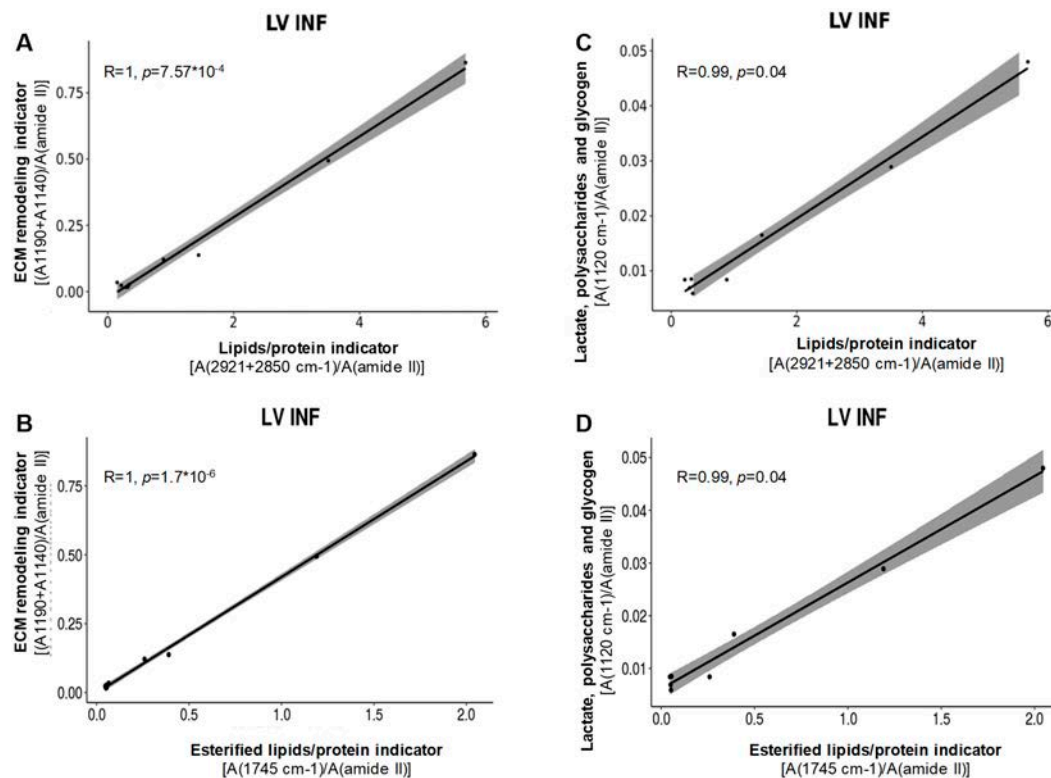 A
LV INF
R=1, p=7.57*10-4
ECM remodeling indicator
[(A1190+A1140)/A(amide II)]
0.75
0.50
0.25
0.00
0
2
4
6
Lipids/protein indicator
[A(2921+2850 cm-1)/A(amide II)]
C
LV INF
R=0.99, p=0.04
Lactate, polysaccharides and glycogen
[A(1120 cm-1)/A(amide II)]
0.05
0.04
0.03
0.02
0.01
0
2
4
6
Lipids/protein indicator
[A(2921+2850 cm-1)/A(amide II)]
B
LV INF
R=1, p=1.7*10-6
ECM remodeling indicator
[(A1190+A1140)/A(amide II)]
0.75
0.50
0.25
0.00
0.0
0.5
1.0
1.5
2.0
Esterified lipids/protein indicator
[A(1745 cm-1)/A(amide II)]
D
LV INF
R=0.99, p=0.04
Lactate, polysaccharides and glycogen
[A(1120 cm-1)/A(amide II)]
0.05
0.04
0.03
0.02
0.01
0.0
0.5
1.0
1.5
2.0
Esterified lipids/protein indicator
[A(1745 cm-1)/A(amide II)]